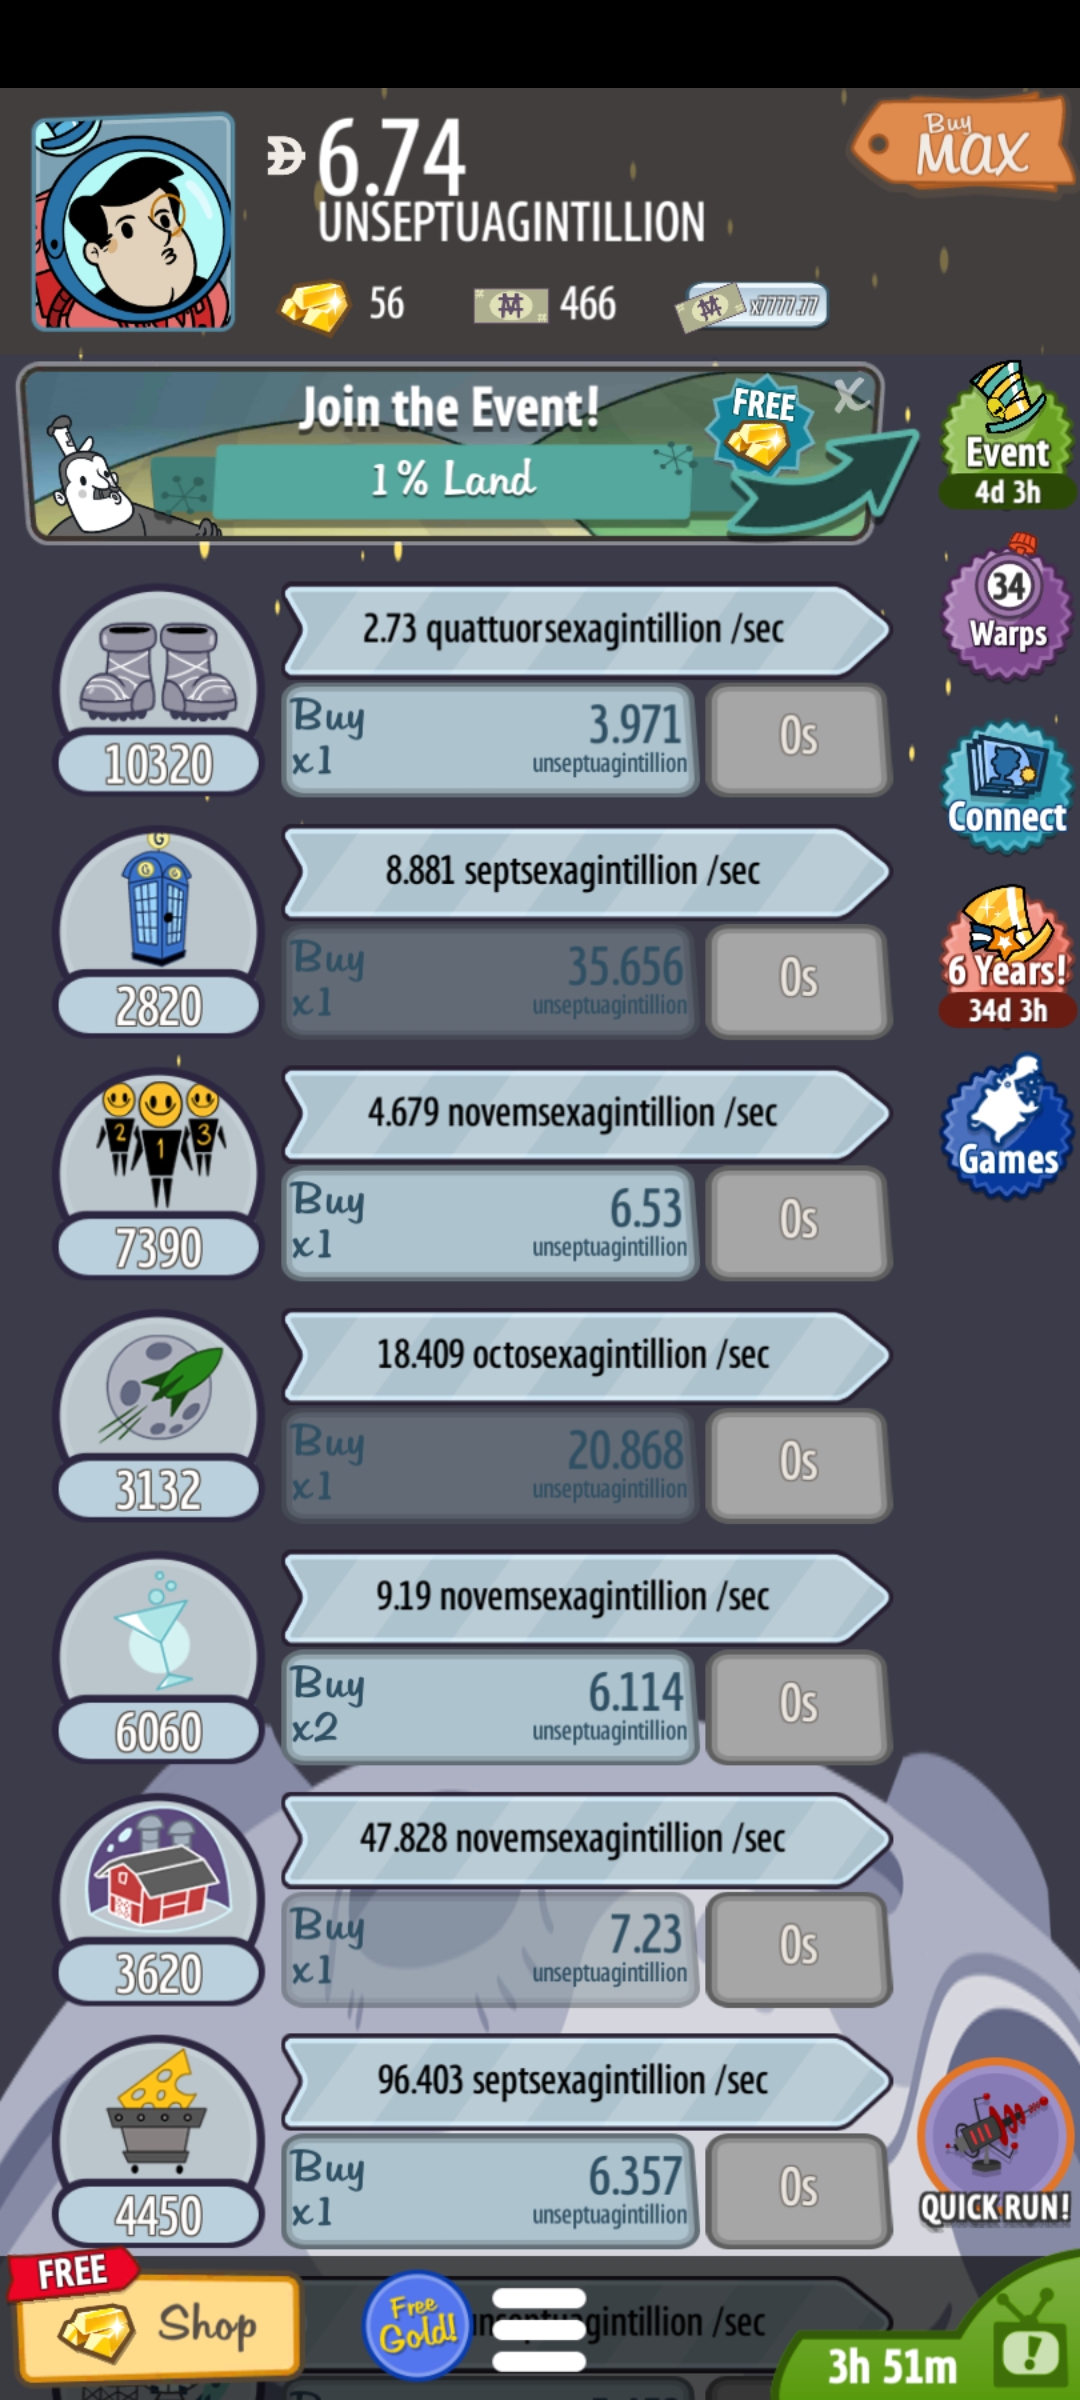 6.74
UNSEPTUAGINTILLION
Buy
MAX
56
466
x7777.77
Join the Event!
1% Land
FREE
X
Event
4d 3h
2.73 quattuorsexagintillion /sec
Buy
x1
3.971
unseptuagintillion
0s
10320
34
Warps
8.881 septsexagintillion /sec
Buy
x1
35.656
unseptuagintillion
0s
2820
Connect
6 Years!
34d 3h
4.679 novemsexagintillion /sec
Buy
x1
6.53
unseptuagintillion
0s
2 1 3
7390
Games
18.409 octosexagintillion /sec
Buy
x1
20.868
unseptuagintillion
0s
3132
9.19 novemsexagintillion /sec
Buy
x2
6.114
unseptuagintillion
0s
6060
47.828 novemsexagintillion /sec
Buy
x1
7.23
unseptuagintillion
0s
3620
96.403 septsexagintillion /sec
Buy
x1
6.357
unseptuagintillion
0s
4450
QUICK RUN!
FREE
Shop
Free
Gold!
/sec
3h 51m
!